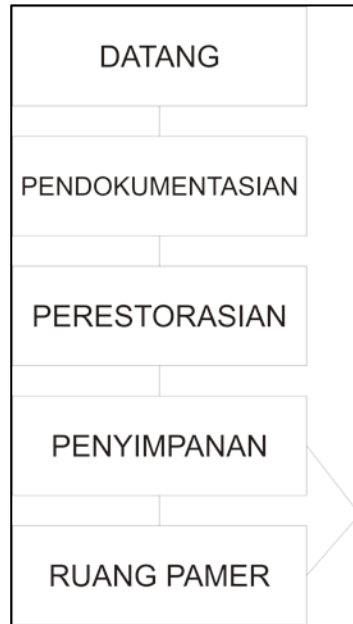 DATANG
PENDOKUMENTASIAN
PERESTORASIAN
PENYIMPANAN
RUANG PAMER